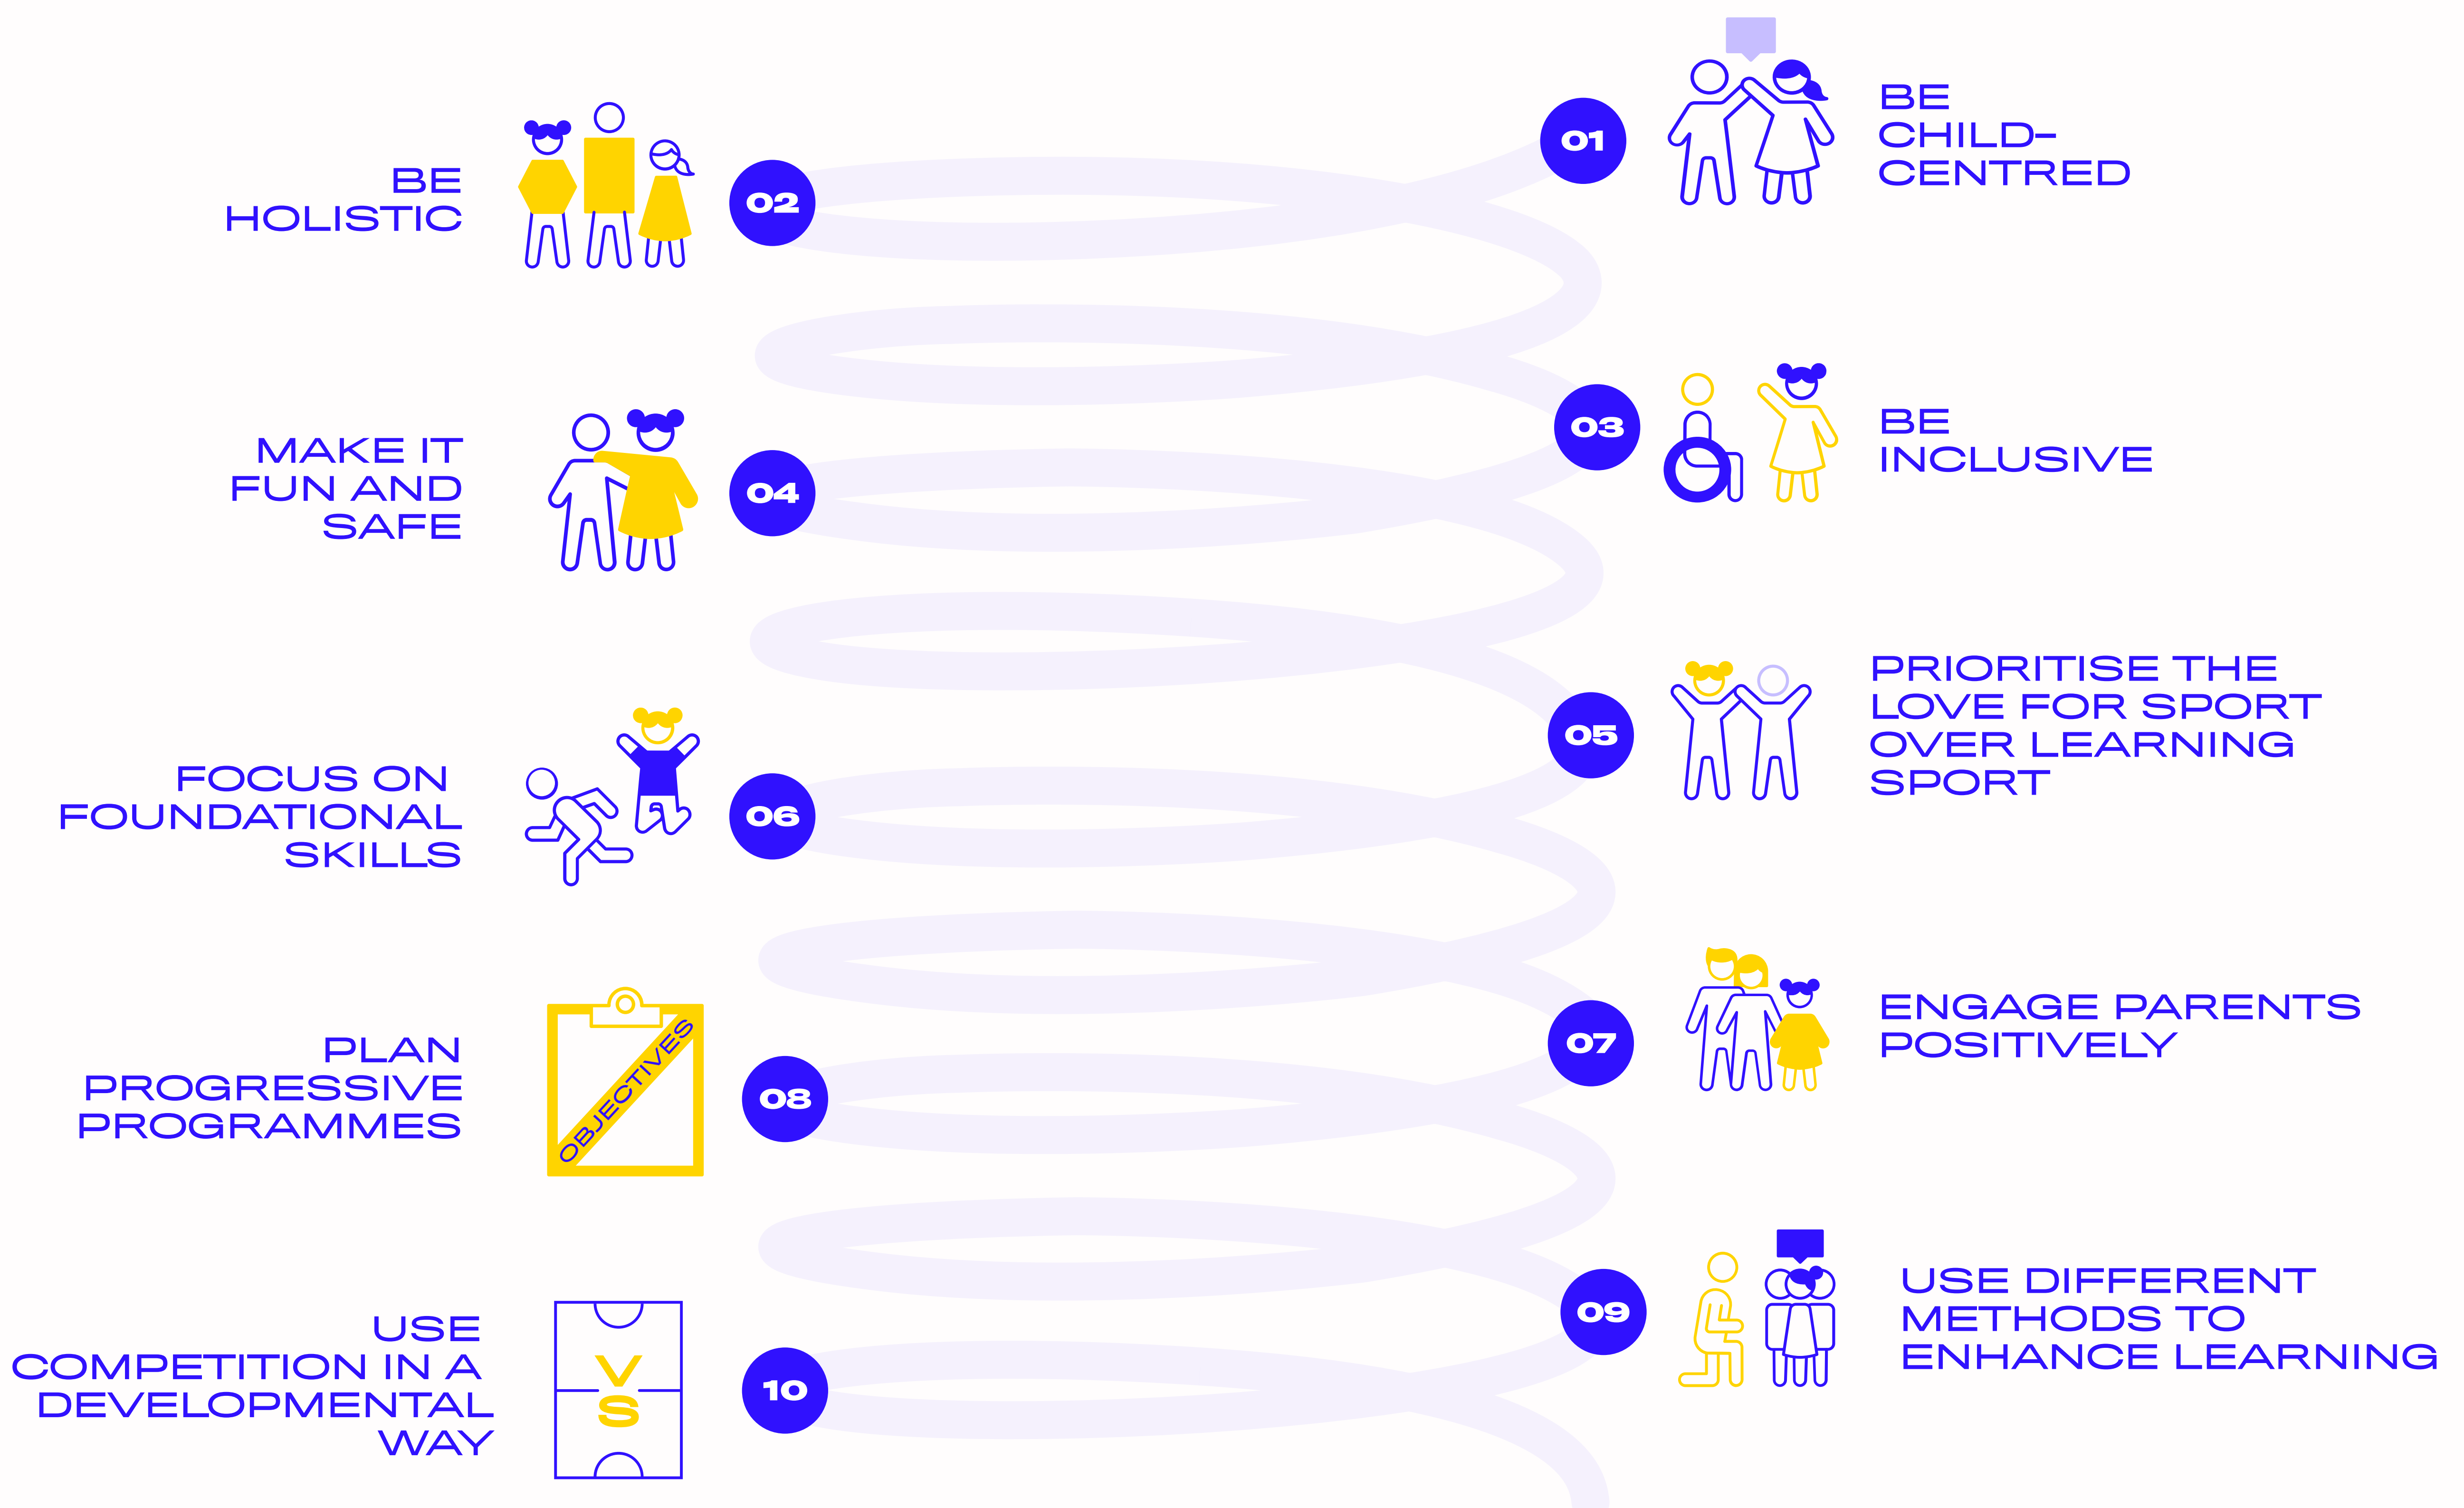 01
BE
CHILD-
CENTRED
02
BE
HOLISTIC
03
BE
INCLUSIVE
04
MAKE IT
FUN AND
SAFE
05
PRIORITISE THE
LOVE FOR SPORT
OVER LEARNING
SPORT
06
FOCUS ON
FOUNDATIONAL
SKILLS
07
ENGAGE PARENTS
POSITIVELY
08
PLAN
PROGRESSIVE
PROGRAMMES
OBJECTIVES
09
USE DIFFERENT
METHODS TO
ENHANCE LEARNING
10
USE
COMPETITION IN A
DEVELOPMENTAL
WAY
V
S